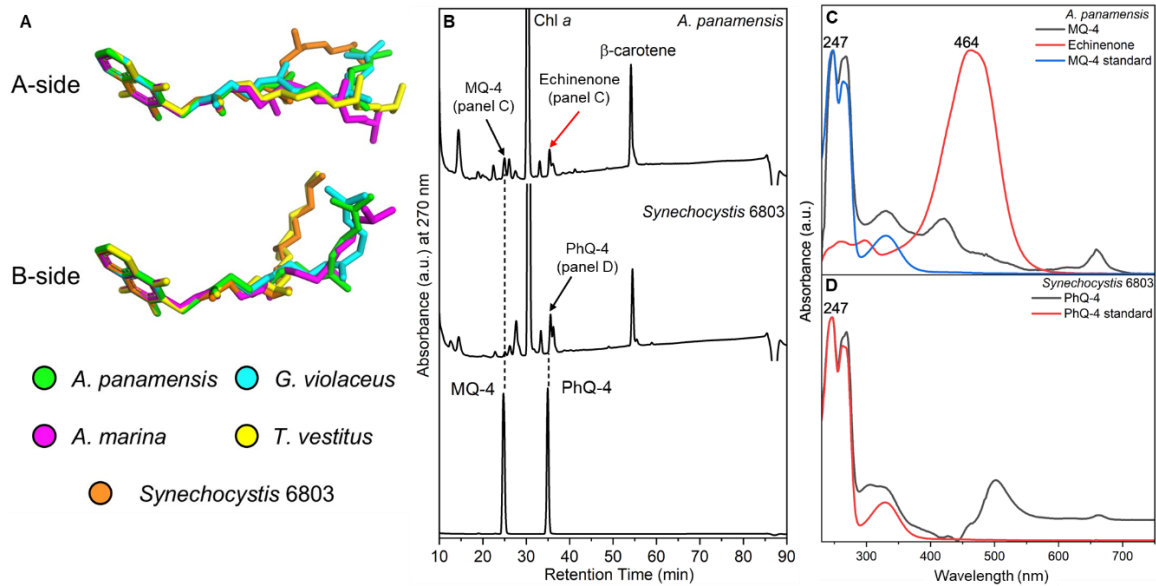 A
A-side
B-side
A. panamensis
G. violaceus
A. marina
T. vestitus
Synechocystis 6803
B
Absorbance (a.u.) at 270 nm
Chl a
A. panamensis
β-carotene
MQ-4
(panel C)
Echinenone
(panel C)
Synechocystis 6803
PhQ-4
(panel D)
MQ-4
PhQ-4
10 20 30 40 50 60 70 80 90
Retention Time (min)
C
A. panamensis
MQ-4
Echinenone
MQ-4 standard
247
464
Absorbance (a.u.)
D
Synechocystis 6803
PhQ-4
PhQ-4 standard
247
300 400 500 600 700
Wavelength (nm)